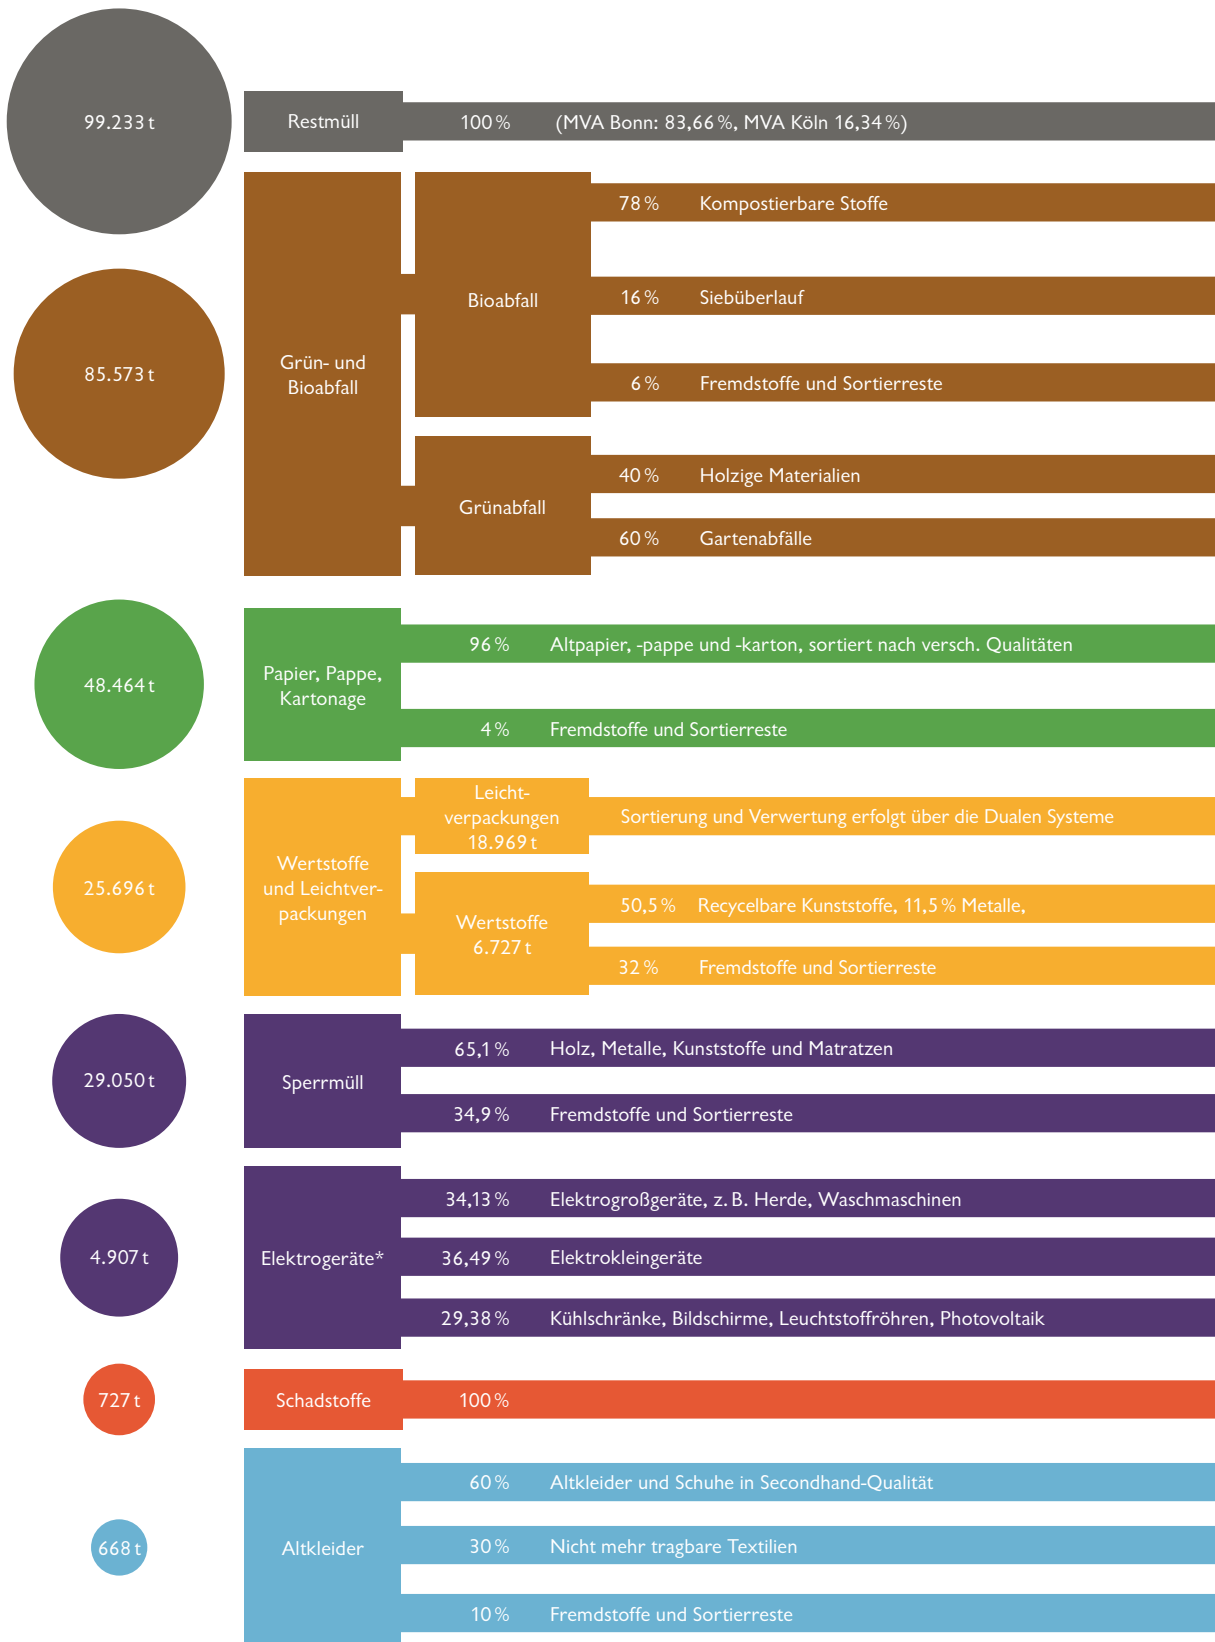 99.233 t
Restmüll
100 % (MVA Bonn: 83,66 %, MVA Köln 16,34 %)
85.573 t
Grün- und
Bioabfall
Bioabfall
78 % Kompostierbare Stoffe
16 % Siebüberlauf
6 % Fremdstoffe und Sortierreste
Grünabfall
40 % Holzige Materialien
60 % Gartenabfälle
48.464 t
Papier, Pappe,
Kartonage
96 % Altpapier, -pappe und -karton, sortiert nach versch. Qualitäten
4 % Fremdstoffe und Sortierreste
25.696 t
Wertstoffe
und Leichtver-
packungen
Leicht-
verpackungen
18.969 t
Sortierung und Verwertung erfolgt über die Dualen Systeme
Wertstoffe
6.727 t
50,5 % Recycelbare Kunststoffe, 11,5 % Metalle,
32 % Fremdstoffe und Sortierreste
29.050 t
Sperrmüll
65,1 % Holz, Metalle, Kunststoffe und Matratzen
34,9 % Fremdstoffe und Sortierreste
4.907 t
Elektrogeräte*
34,13 % Elektrogroßgeräte, z. B. Herde, Waschmaschinen
36,49 % Elektrokleingeräte
29,38 % Kühlschränke, Bildschirme, Leuchtstoffröhren, Photovoltaik
727 t
Schadstoffe
100 %
668 t
Altkleider
60 % Altkleider und Schuhe in Secondhand-Qualität
30 % Nicht mehr tragbare Textilien
10 % Fremdstoffe und Sortierreste